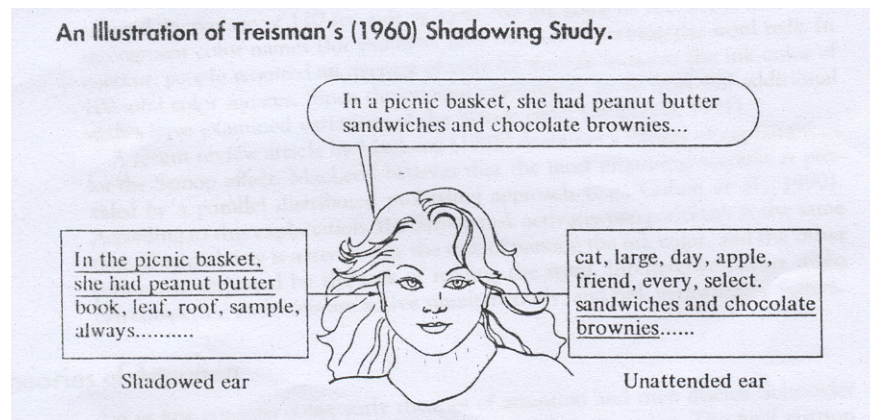 An Illustration of Treisman's (1960) Shadowing Study.
In a picnic basket, she had peanut butter
sandwiches and chocolate brownies...
In the picnic basket,
she had peanut butter
book, leaf, roof, sample,
always..........
Shadowed ear
cat, large, day, apple,
friend, every, select,
sandwiches and chocolate
brownies......
Unattended ear